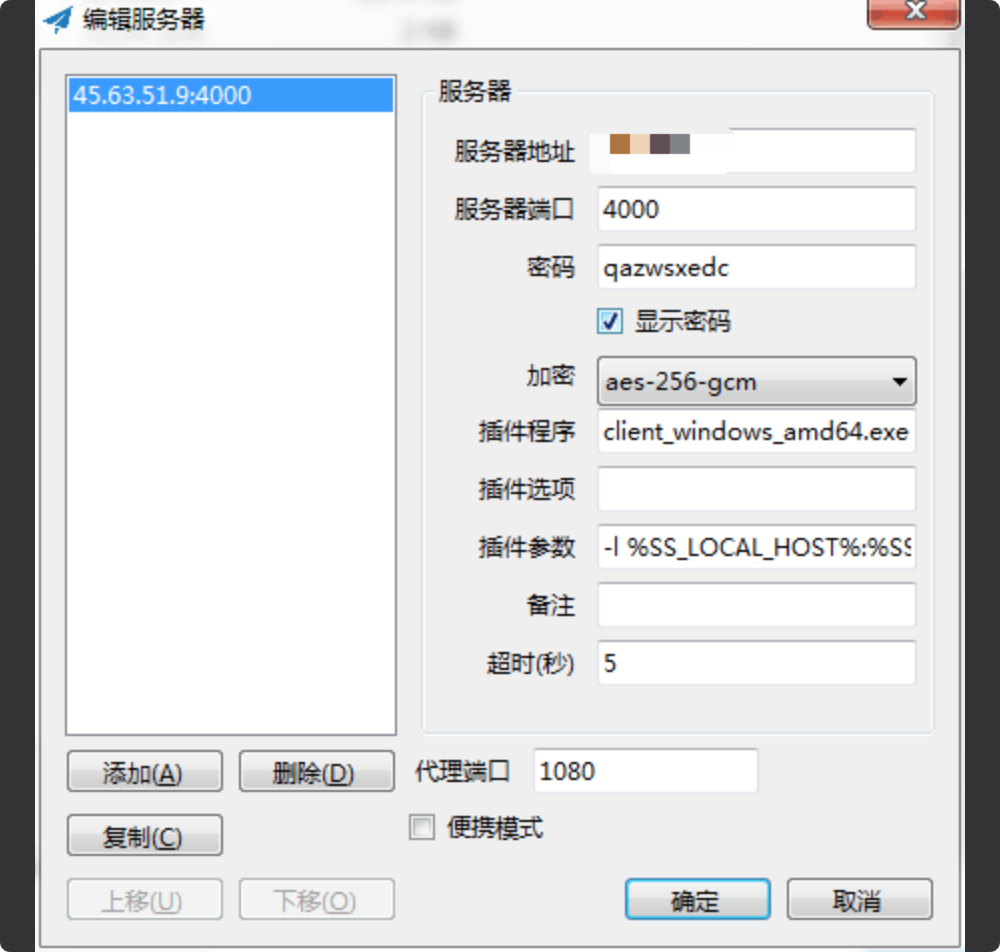 编辑服务器
45.63.51.9:4000
服务器
服务器地址
服务器端口 4000
密码 qazwsxedc
显示密码
加密 aes-256-gcm
插件程序 client_windows_amd64.exe
插件选项
插件参数 -l %SS_LOCAL_HOST%:%SS
备注
超时(秒) 5
添加(A) 删除(D) 代理端口 1080
复制(C) 便携模式
上移(U) 下移(O) 确定 取消